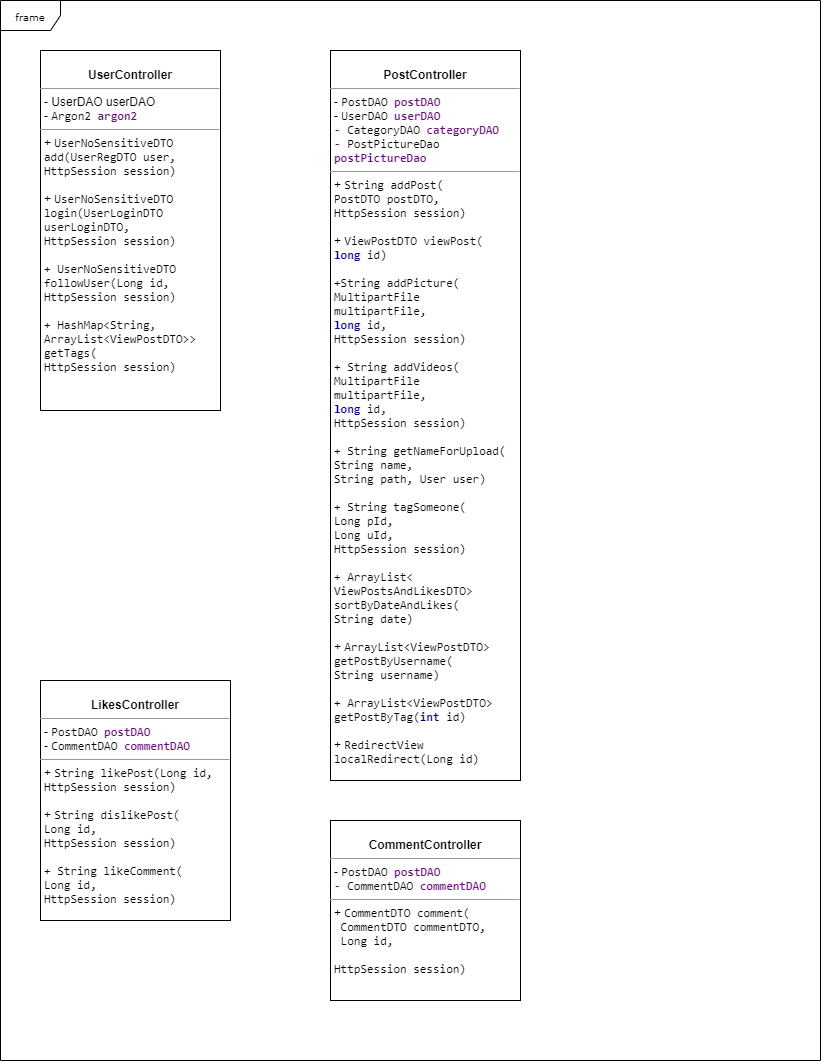 frame
UserController
- UserDAO userDAO
- Argon2 argon2
+ UserNoSensitiveDTO
add(UserRegDTO user,
HttpSession session)
+ UserNoSensitiveDTO
login(UserLoginDTO
userLoginDTO,
HttpSession session)
+ UserNoSensitiveDTO
followUser(Long id,
HttpSession session)
+ HashMap<String,
ArrayList<ViewPostDTO>>
getTags(
HttpSession session)
PostController
- PostDAO postDAO
- UserDAO userDAO
- CategoryDAO categoryDAO
- PostPictureDao
postPictureDao
+ String addPost(
PostDTO postDTO,
HttpSession session)
+ ViewPostDTO viewPost(
long id)
+String addPicture(
MultipartFile
multipartFile,
long id,
HttpSession session)
+ String addVideos(
MultipartFile
multipartFile,
long id,
HttpSession session)
+ String getNameForUpload(
String name,
String path, User user)
+ String tagSomeone(
Long pId,
Long uId,
HttpSession session)
+ ArrayList<
ViewPostsAndLikesDTO>
sortByDateAndLikes(
String date)
+ ArrayList<ViewPostDTO>
getPostByUsername(
String username)
+ ArrayList<ViewPostDTO>
getPostByTag(int id)
+ RedirectView
localRedirect(Long id)
LikesController
- PostDAO postDAO
- CommentDAO commentDAO
+ String likePost(Long id,
HttpSession session)
+ String dislikePost(
Long id,
HttpSession session)
+ String likeComment(
Long id,
HttpSession session)
CommentController
- PostDAO postDAO
- CommentDAO commentDAO
+ CommentDTO comment(
CommentDTO commentDTO,
Long id,
HttpSession session)